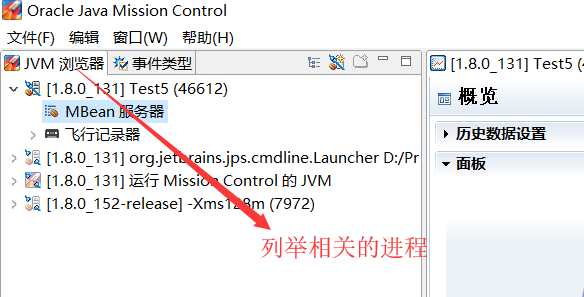 Oracle Java Mission Control
文件(F) 编辑 窗口(W) 帮助(H)
JVM 浏览器 事件类型
[1.8.0_131] Test5 (46612)
MBean 服务器
飞行记录器
[1.8.0_131] org.jetbrains.jps.cmdline.Launcher D:/Pr
[1.8.0_131] 运行 Mission Control 的 JVM
[1.8.0_152-release] -Xms128m (7972)
列举相关的进程
[1.8.0_131] Test5 (46
概览
历史数据设置
面板